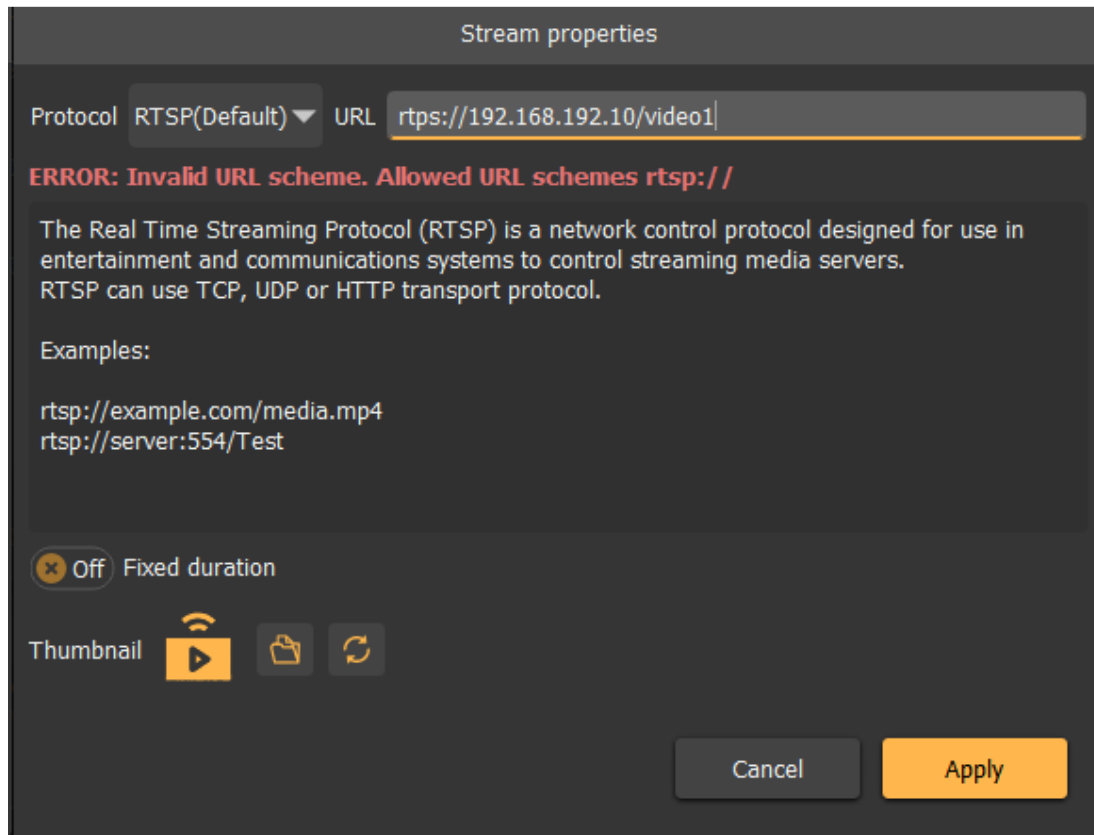 Stream properties
Protocol RTSP(Default) URL rtps://192.168.192.10/video1
ERROR: Invalid URL scheme. Allowed URL schemes rtsp://
The Real Time Streaming Protocol (RTSP) is a network control protocol designed for use in
entertainment and communications systems to control streaming media servers.
RTSP can use TCP, UDP or HTTP transport protocol.
Examples:
rtsp://example.com/media.mp4
rtsp://server:554/Test
Off Fixed duration
Thumbnail
Cancel Apply